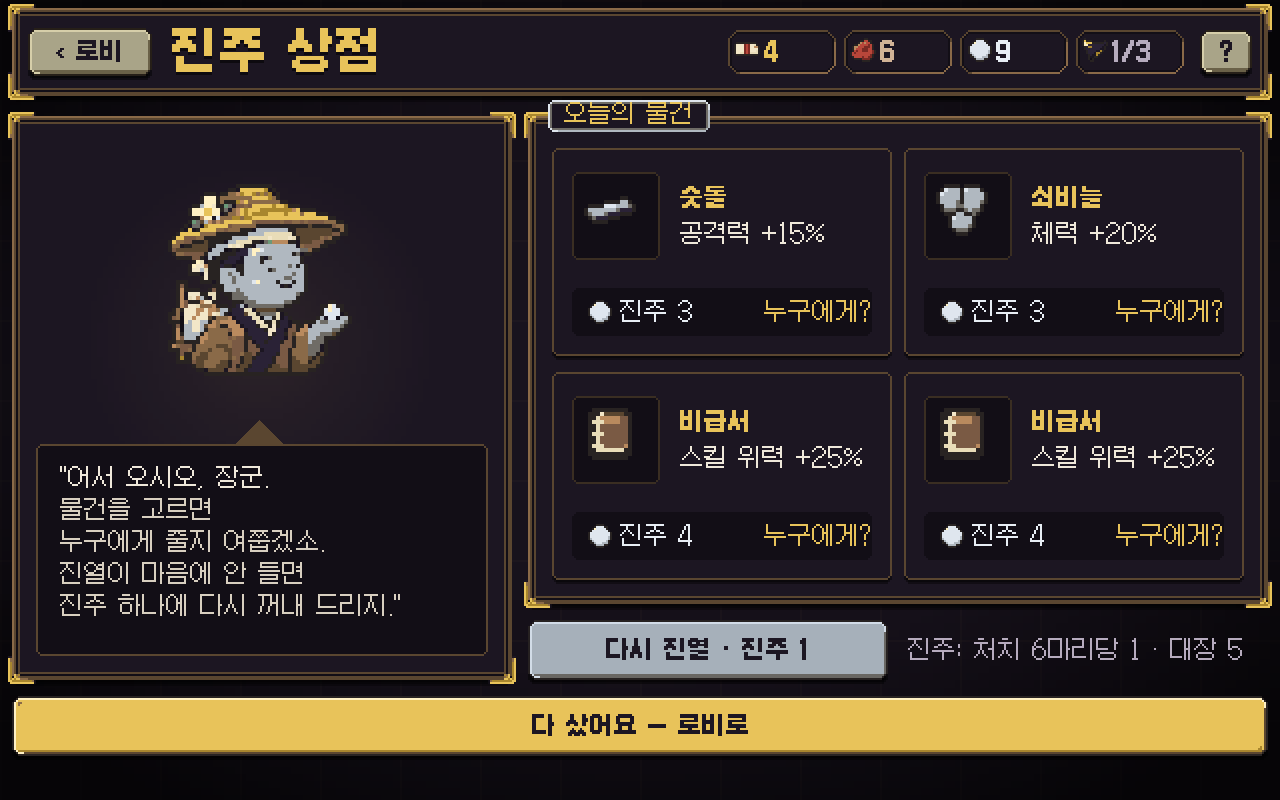 ‹ 로비
진주 상점
4
6
9
1/3
?
오늘의 물건
숫돌
공격력 +15%
진주 3
누구에게?
쇠비늘
체력 +20%
진주 3
누구에게?
비급서
스킬 위력 +25%
진주 4
누구에게?
비급서
스킬 위력 +25%
진주 4
누구에게?
"어서 오시오, 장군.
물건을 고르면
누구에게 줄지 여쭙겠소.
진열이 마음에 안 들면
진주 하나에 다시 꺼내 드리지."
다시 진열 · 진주 1
진주: 처치 6마리당 1 · 대장 5
다 샀어요 – 로비로